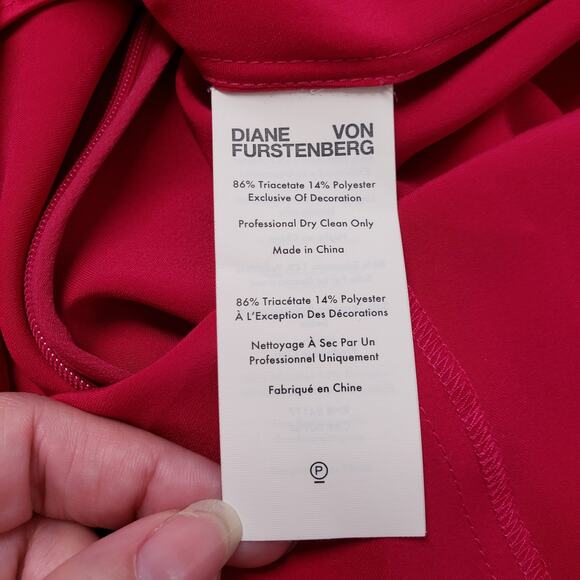 DIANE VON
FURSTENBERG
86% Triacetate 14% Polyester
Exclusive Of Decoration
Professional Dry Clean Only
Made in China
86% Triacétate 14% Polyester
À L'Exception Des Décorations
Nettoyage À Sec Par Un
Professionnel Uniquement
Fabriqué en Chine
P